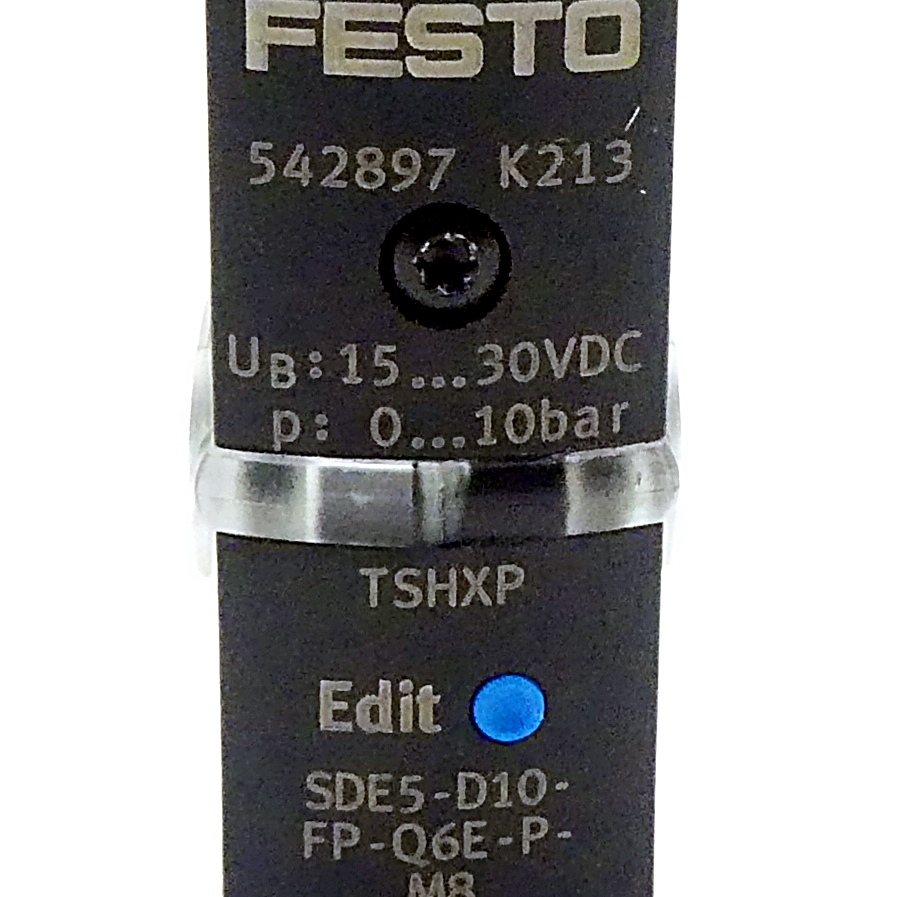 FESTO
542897 K213
UB:15...30VDC
p: 0...10bar
TSHXP
Edit
SDE5-D10-
FP-Q6E-P-
M8